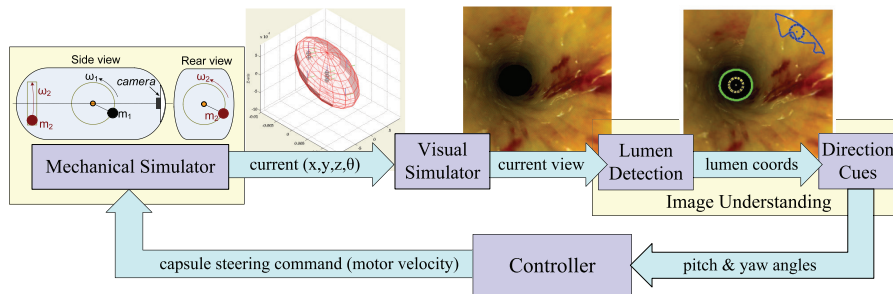 Side view
Rear view
ω1
camera
ω2
ω2
m1
m2
m2
Mechanical Simulator
current (x,y,z,θ)
Visual
Simulator
current view
Lumen
Detection
lumen coords
Direction
Cues
Image Understanding
capsule steering command (motor velocity)
Controller
pitch & yaw angles